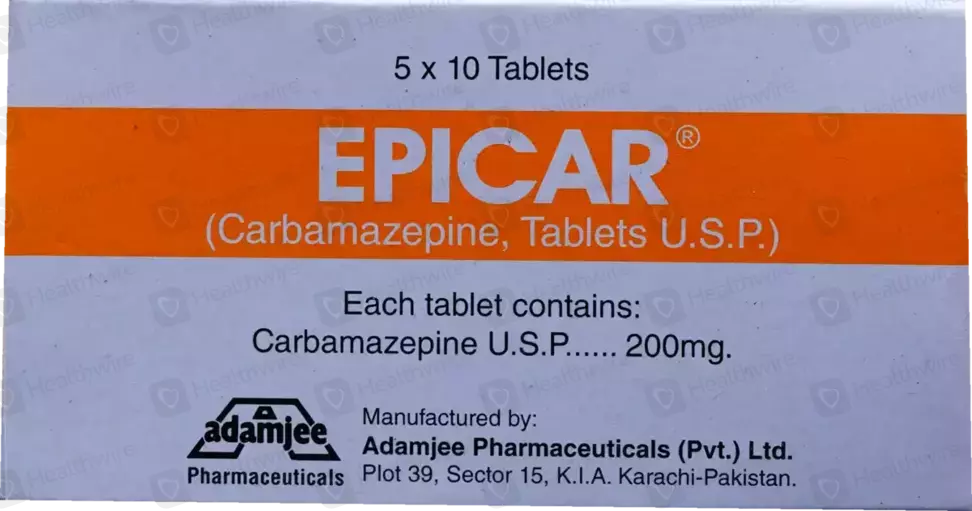 5 x 10 Tablets
EPICAR®
(Carbamazepine, Tablets U.S.P.)
Each tablet contains:
Carbamazepine U.S.P...... 200mg.
adamjee
Pharmaceuticals
Manufactured by:
Adamjee Pharmaceuticals (Pvt.) Ltd.
Plot 39, Sector 15, K.I.A. Karachi-Pakistan.
Healthwire